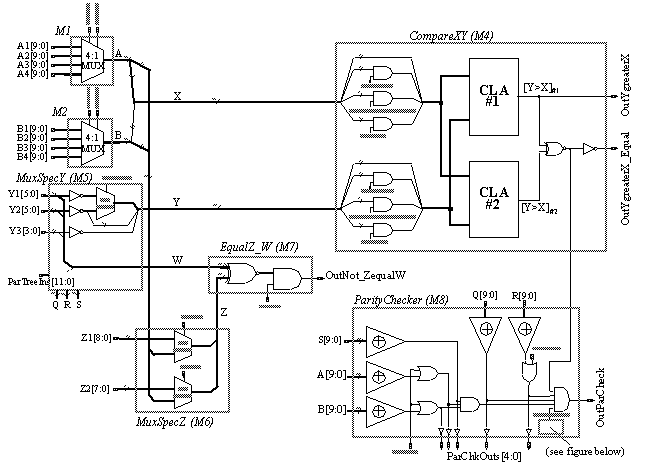 M1
A1[9:0]
A2[9:0]
A3[9:0]
A4[9:0]
4:1
MUX
A
M2
B1[9:0]
B2[9:0]
B3[9:0]
B4[9:0]
4:1
MUX
B
X
CompareXY (M4)
CLA
#1
[Y>X]#1
CLA
#2
[Y>X]#2
OutYgreaterX
OutYgreaterX_Equal
MuxSpecY (M5)
Y1[5:0]
Y2[5:0]
Y3[3:0]
Y
ParTreeIns[11:0]
Q R S
W
EqualZ_W (M7)
OutNot_ZequalW
Z
Z1[8:0]
Z2[7:0]
MuxSpecZ (M6)
ParityChecker (M8)
Q[9:0]
R[9:0]
S[9:0]
A[9:0]
B[9:0]
OutParCheck
ParChkOuts [4:0]
(see figure below)